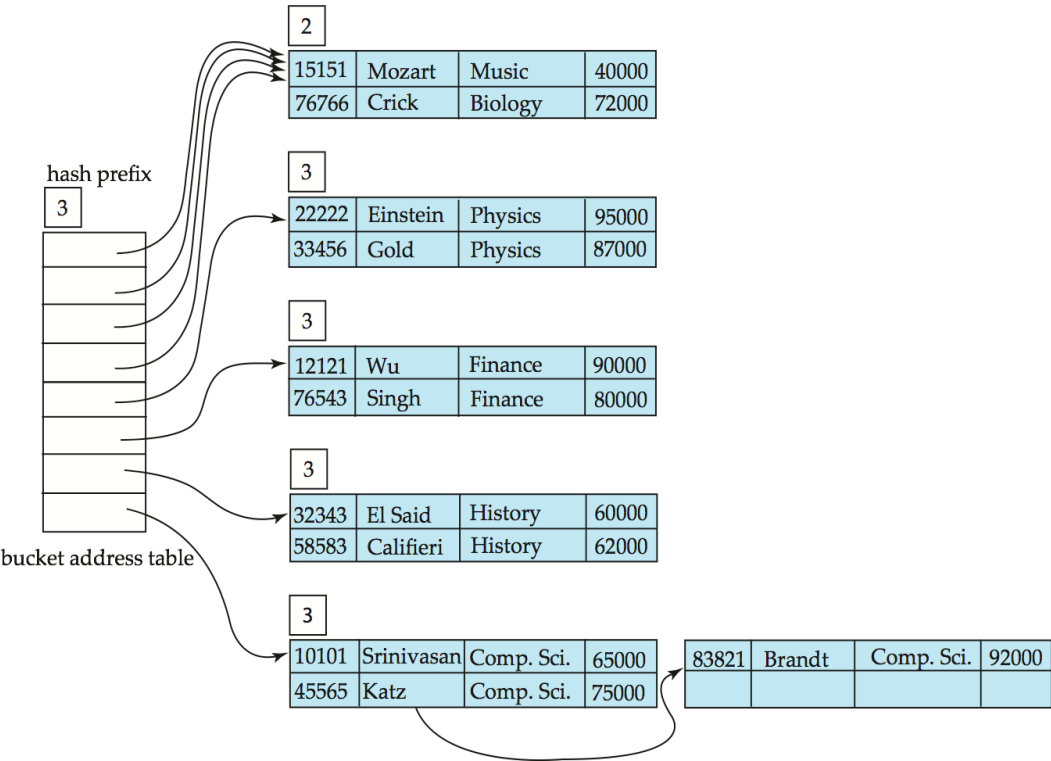 2
15151 Mozart Music 40000
76766 Crick Biology 72000
hash prefix
3
3
22222 Einstein Physics 95000
33456 Gold Physics 87000
3
12121 Wu Finance 90000
76543 Singh Finance 80000
3
32343 El Said History 60000
58583 Califieri History 62000
bucket address table
3
10101 Srinivasan Comp. Sci. 65000
45565 Katz Comp. Sci. 75000
83821 Brandt Comp. Sci. 92000